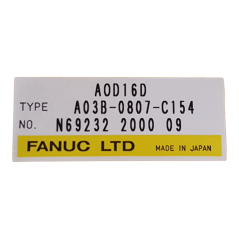 AOD16D
TYPE A03B-0807-C154
NO. N69232 2000 09
FANUC LTD MADE IN JAPAN